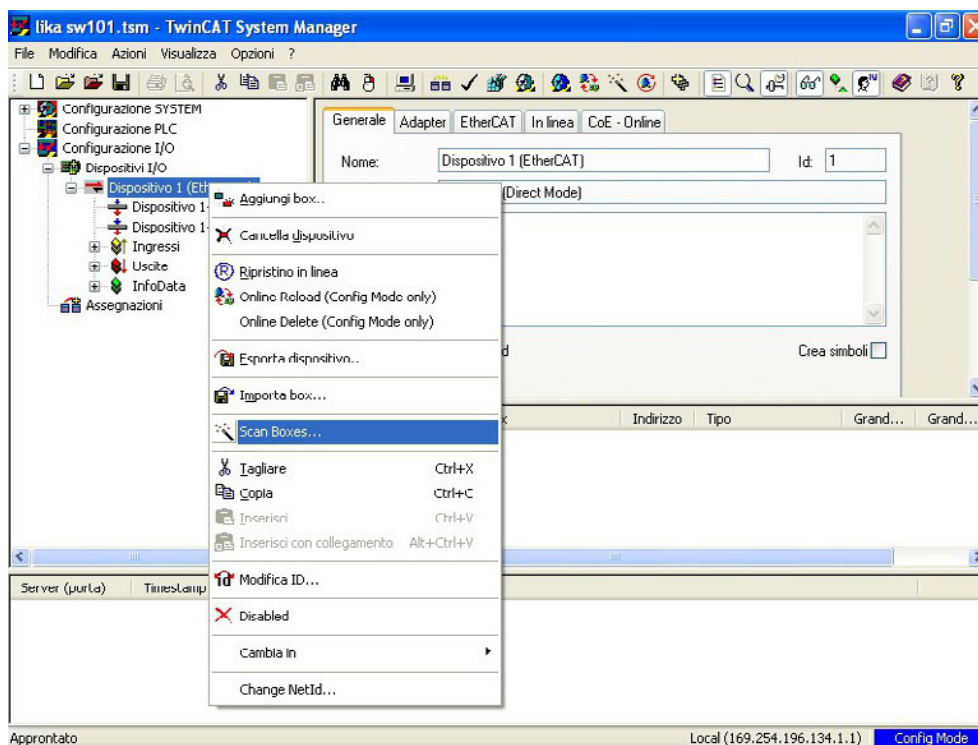 lika sw101.tsm - TwinCAT System Manager
File Modifica Azioni Visualizza Opzioni ?
Configurazione SYSTEM
Configurazione PLC
Configurazione I/O
Dispositivi I/O
Dispositivo 1 (Eth
Dispositivo 1-
Dispositivo 1-
Ingressi
Uscite
InfoData
Assegnazioni
Generale Adapter EtherCAT In linea CoE - Online
Nome: Dispositivo 1 (EtherCAT) Id: 1
(Direct Mode)
d Crea simboli
Indirizzo Tipo Grand... Grand...
Aggiungi box...
Cancella dispositivo
Ripristino in linea
Online Reload (Config Mode only)
Online Delete (Config Mode only)
Esporta dispositivo...
Importa box...
Scan Boxes...
Tagliare Ctrl+X
Copia Ctrl+C
Inserisci Ctrl+V
Inserisci con collegamento Alt+Ctrl+V
Modifica ID...
Disabled
Cambia in
Change NetId...
Server (porta) Timestamp
Approntato Local (169.254.196.134.1.1) Config Mode